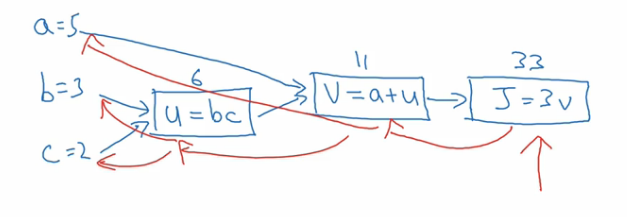 a=5
11
33
6
b=3
u=bc
v=a+u
J=3v
c=2